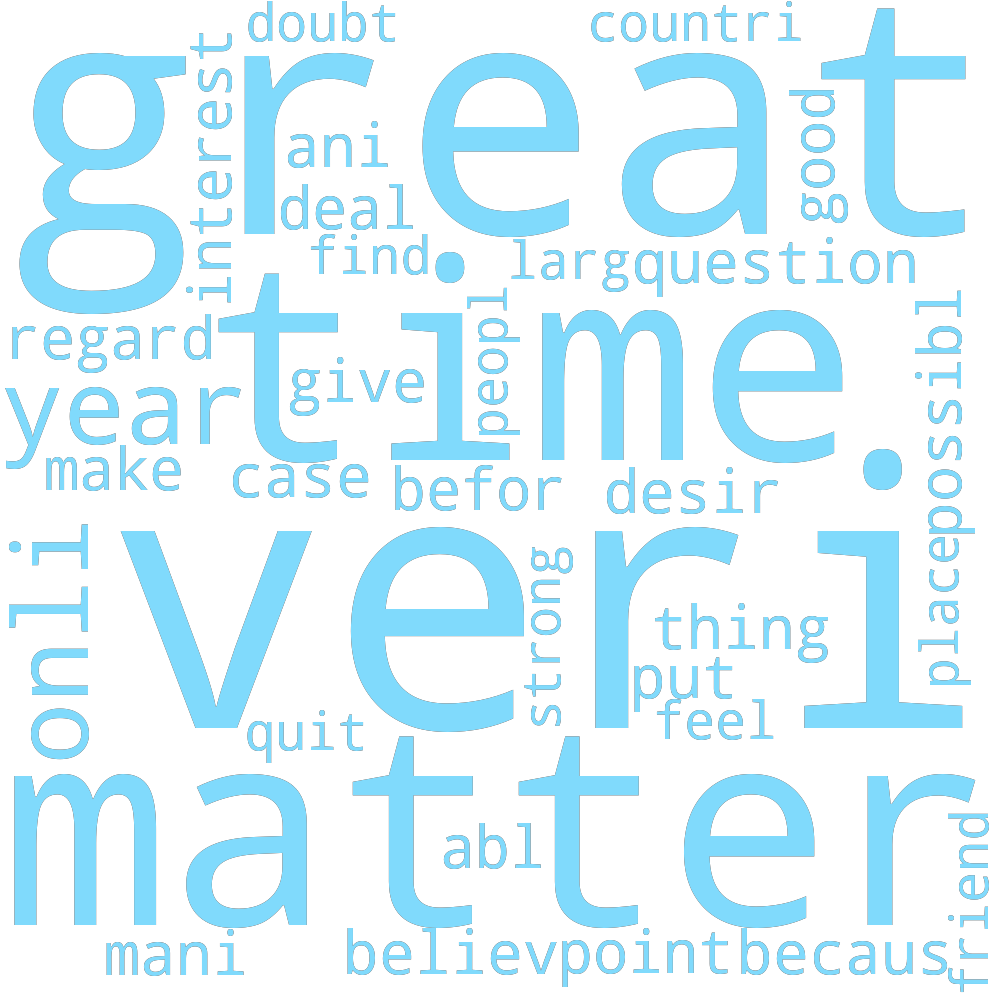 doubt
countri
great
interest
ani
good
deal
find
larg
question
time
regard
peopl
possibl
give
year
make
case
befor
desir
veri
onli
strong
place
thing
put
feel
quit
matter
abl
friend
mani
believ
point
becaus